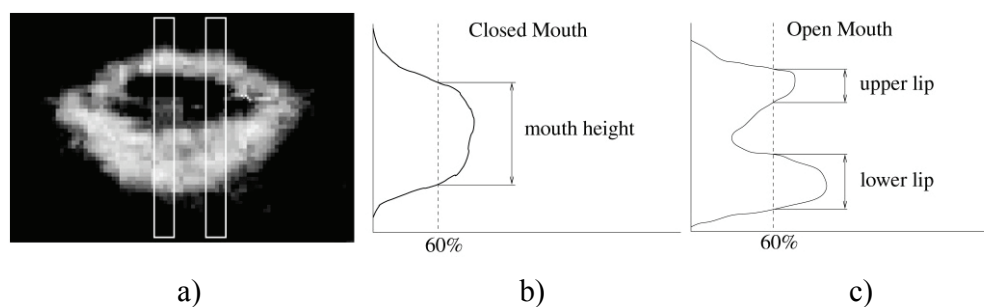 Closed Mouth
mouth height
60%
Open Mouth
upper lip
lower lip
60%
a)
b)
c)